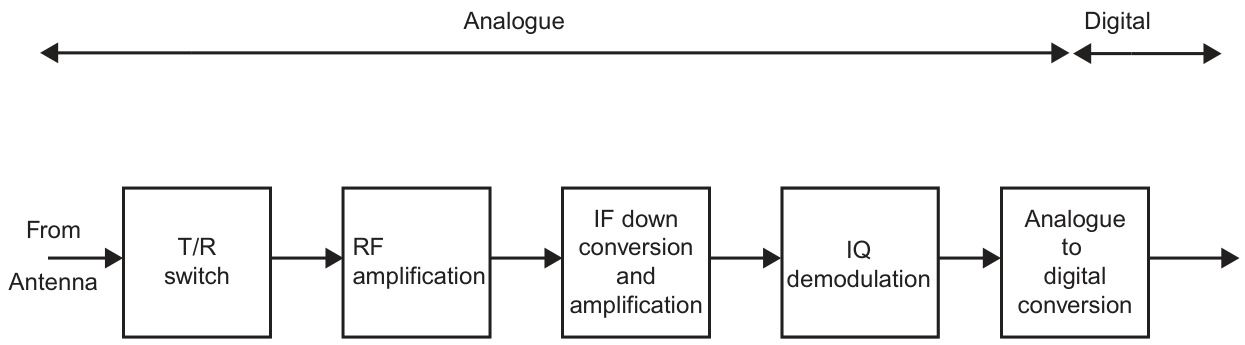 Analogue
Digital
From
Antenna
T/R
switch
RF
amplification
IF down
conversion
and
amplification
IQ
demodulation
Analogue
to
digital
conversion